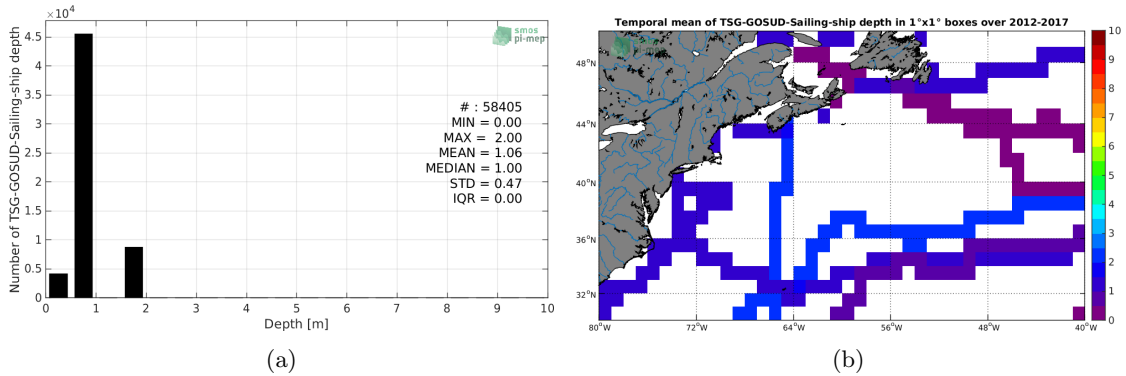 ×10⁴
4.5
4
3.5
3
2.5
2
1.5
1
0.5
0
Number of TSG-GOSUD-Sailing-ship depth
smos
pi-mep
# : 58405
MIN = 0.00
MAX = 2.00
MEAN = 1.06
MEDIAN = 1.00
STD = 0.47
IQR = 0.00
0 1 2 3 4 5 6 7 8 9 10
Depth [m]
(a)
Temporal mean of TSG-GOSUD-Sailing-ship depth in 1°x1° boxes over 2012-2017
smos
pi-mep
48°N
44°N
40°N
36°N
32°N
80°W 72°W 64°W 56°W 48°W 40°W
10
9
8
7
6
5
4
3
2
1
0
(b)